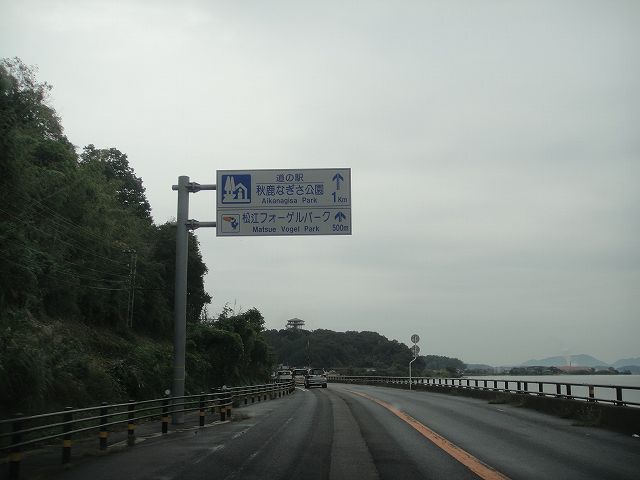 道の駅
秋鹿なぎさ公園
Aikanagisa Park
1Km
松江フォーゲルパーク
Matsue Vogel Park
500m